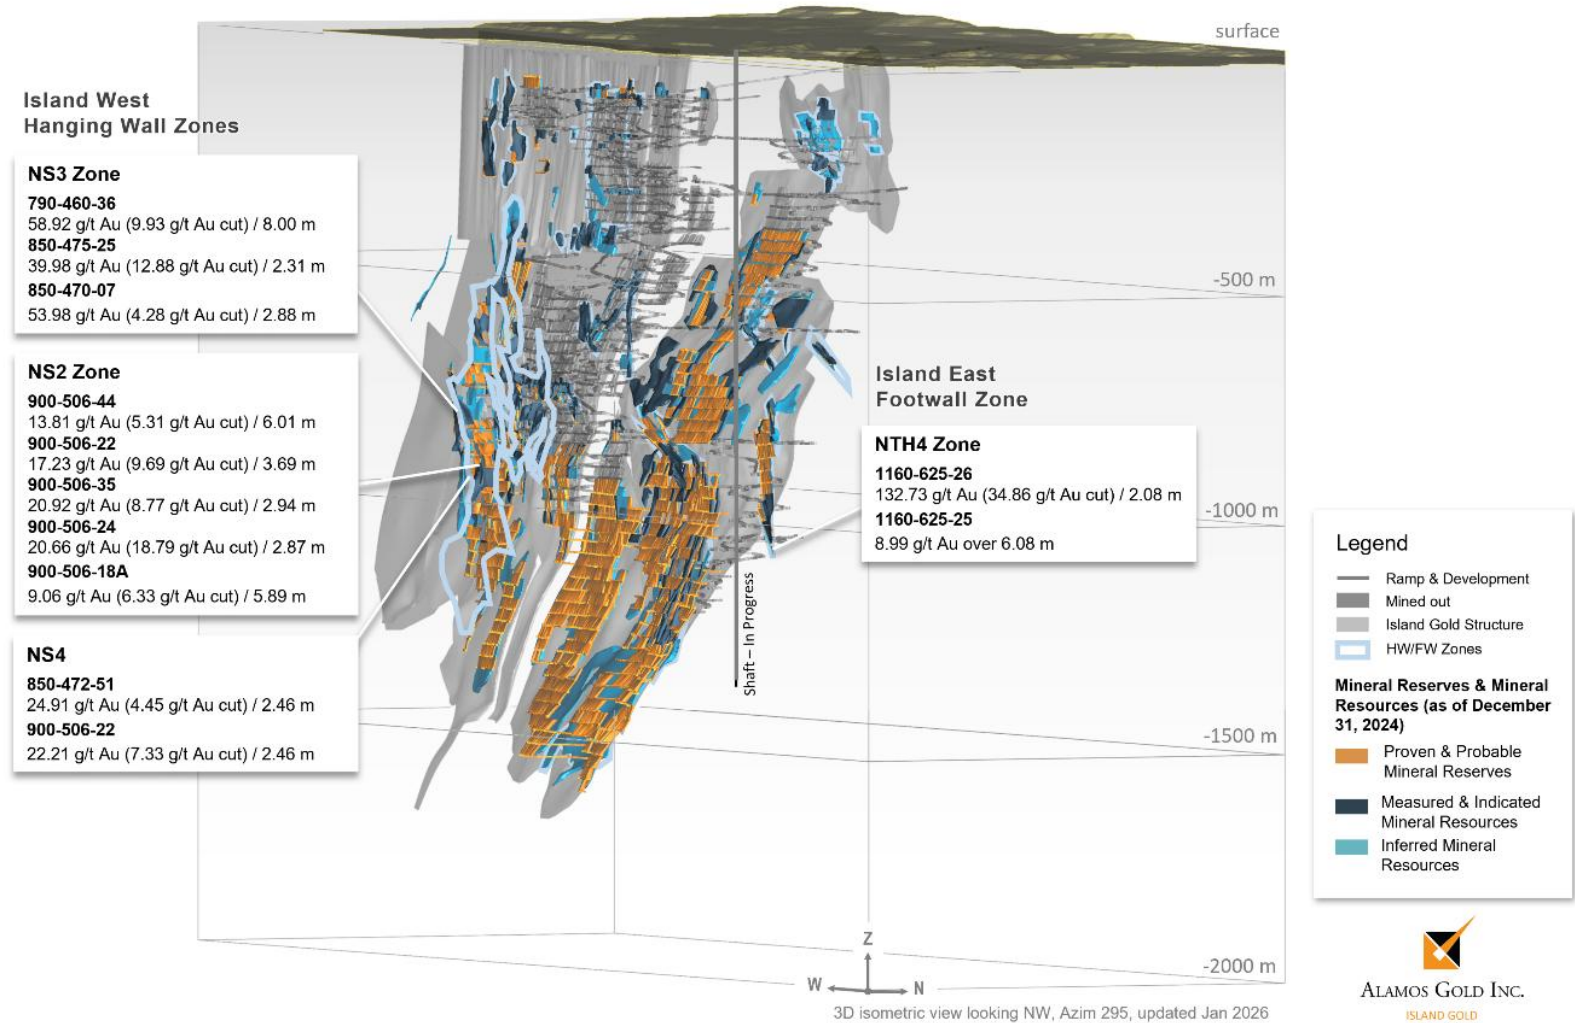 surface
Island West
Hanging Wall Zones
NS3 Zone
790-460-36
58.92 g/t Au (9.93 g/t Au cut) / 8.00 m
850-475-25
39.98 g/t Au (12.88 g/t Au cut) / 2.31 m
850-470-07
53.98 g/t Au (4.28 g/t Au cut) / 2.88 m
NS2 Zone
900-506-44
13.81 g/t Au (5.31 g/t Au cut) / 6.01 m
900-506-22
17.23 g/t Au (9.69 g/t Au cut) / 3.69 m
900-506-35
20.92 g/t Au (8.77 g/t Au cut) / 2.94 m
900-506-24
20.66 g/t Au (18.79 g/t Au cut) / 2.87 m
900-506-18A
9.06 g/t Au (6.33 g/t Au cut) / 5.89 m
NS4
850-472-51
24.91 g/t Au (4.45 g/t Au cut) / 2.46 m
900-506-22
22.21 g/t Au (7.33 g/t Au cut) / 2.46 m
Island East
Footwall Zone
NTH4 Zone
1160-625-26
132.73 g/t Au (34.86 g/t Au cut) / 2.08 m
1160-625-25
8.99 g/t Au over 6.08 m
Shaft – In Progress
-500 m
-1000 m
-1500 m
-2000 m
Z
W
N
3D isometric view looking NW, Azim 295, updated Jan 2026
Legend
Ramp & Development
Mined out
Island Gold Structure
HW/FW Zones
Mineral Reserves & Mineral
Resources (as of December
31, 2024)
Proven & Probable
Mineral Reserves
Measured & Indicated
Mineral Resources
Inferred Mineral
Resources
ALAMOS GOLD INC.
ISLAND GOLD